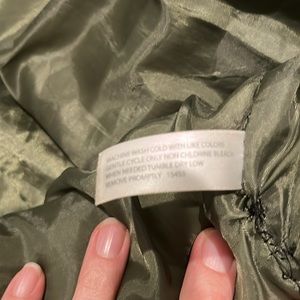 MACHINE WASH COLD WITH LIKE COLORS
GENTLE CYCLE ONLY NON CHLORINE BLEACH
WHEN NEEDED TUMBLE DRY LOW
REMOVE PROMPTLY 15453